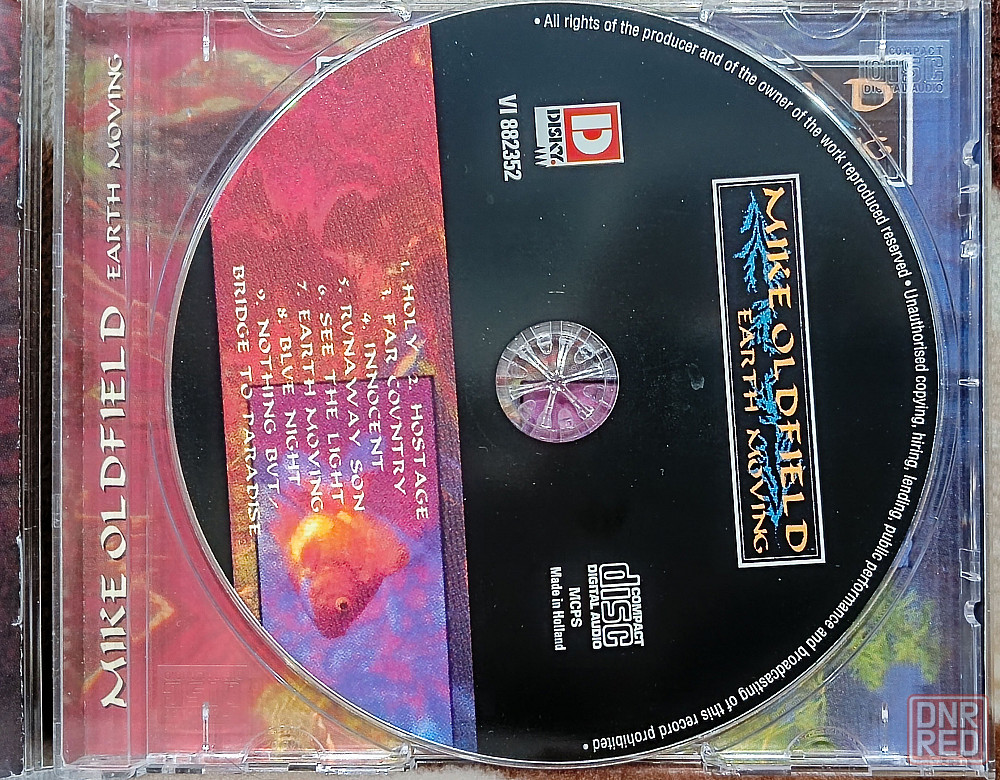 MIKE OLDFIELD EARTH MOVING
• All rights of the producer and of the owner of the work reproduced reserved • Unauthorised copying, hiring, lending, public performance and broadcasting of this record prohibited •
MIKE OLDFIELD
EARTH MOVING
D
DISKY
VI 882352
COMPACT
disc
DIGITAL AUDIO
MCPS
Made in Holland
1. HOLY 2. HOSTAGE
3. FAR COUNTRY
4. INNOCENT
5. RUNAWAY SON
6. SEE THE LIGHT
7. EARTH MOVING
8. BLUE NIGHT
9. NOTHING BUT,
BRIDGE TO PARADISE
COMPACT
disc
DIGITAL AUDIO
DNR
RED